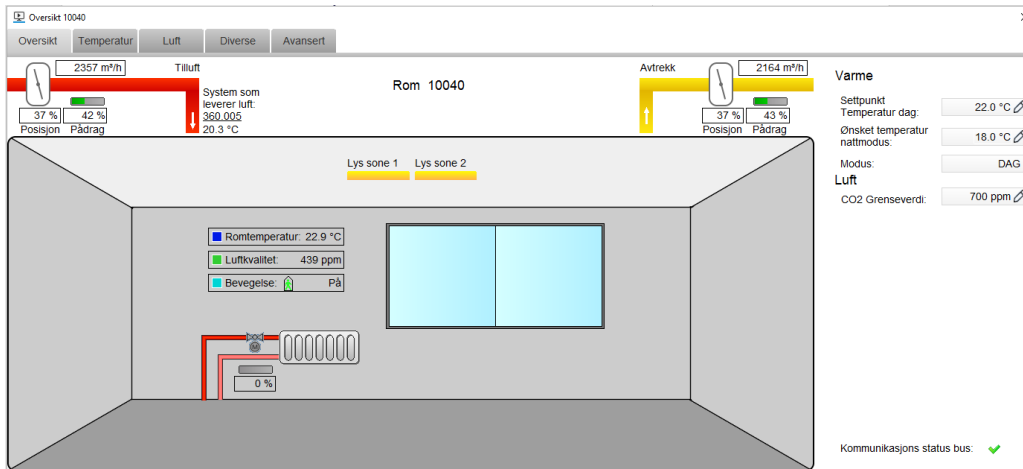 Oversikt 10040
Oversikt Temperatur Luft Diverse Avansert
2357 m³/h Tilluft Rom 10040 Avtrekk 2164 m³/h
37 % 42 %
Posisjon Pådrag
System som
leverer luft:
360.005
20.3 °C
37 % 43 %
Posisjon Pådrag
Varme
Settpunkt
Temperatur dag: 22.0 °C
Ønsket temperatur
nattmodus: 18.0 °C
Modus: DAG
Luft
CO2 Grenseverdi: 700 ppm
Lys sone 1 Lys sone 2
Romtemperatur: 22.9 °C
Luftkvalitet: 439 ppm
Bevegelse: På
0 %
Kommunikasjons status bus: